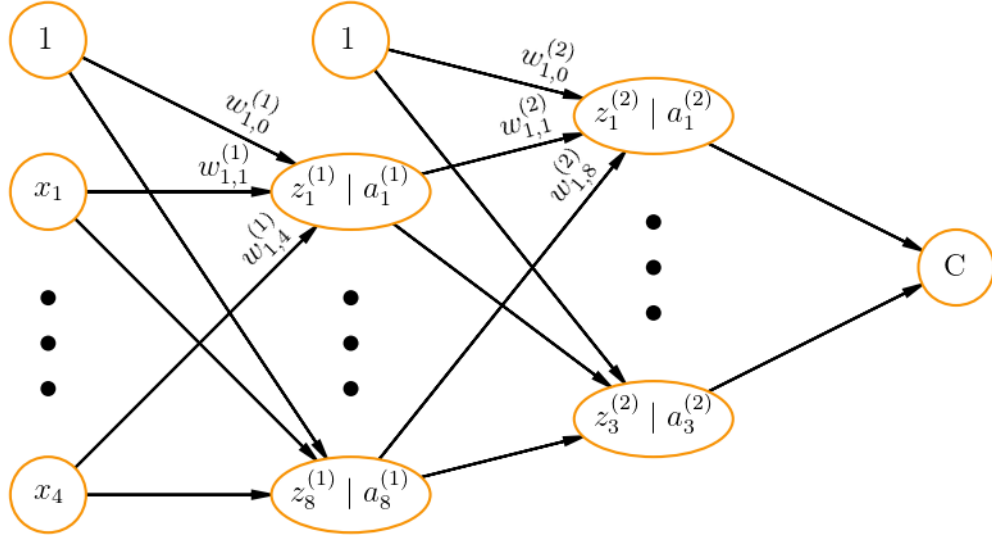 1
1
w_{1,0}^{(2)}
w_{1,0}^{(1)}
w_{1,1}^{(2)}
z_1^{(2)} | a_1^{(2)}
w_{1,1}^{(1)}
w_{1,8}^{(2)}
x_1
z_1^{(1)} | a_1^{(1)}
w_{1,4}^{(1)}
C
z_3^{(2)} | a_3^{(2)}
x_4
z_8^{(1)} | a_8^{(1)}